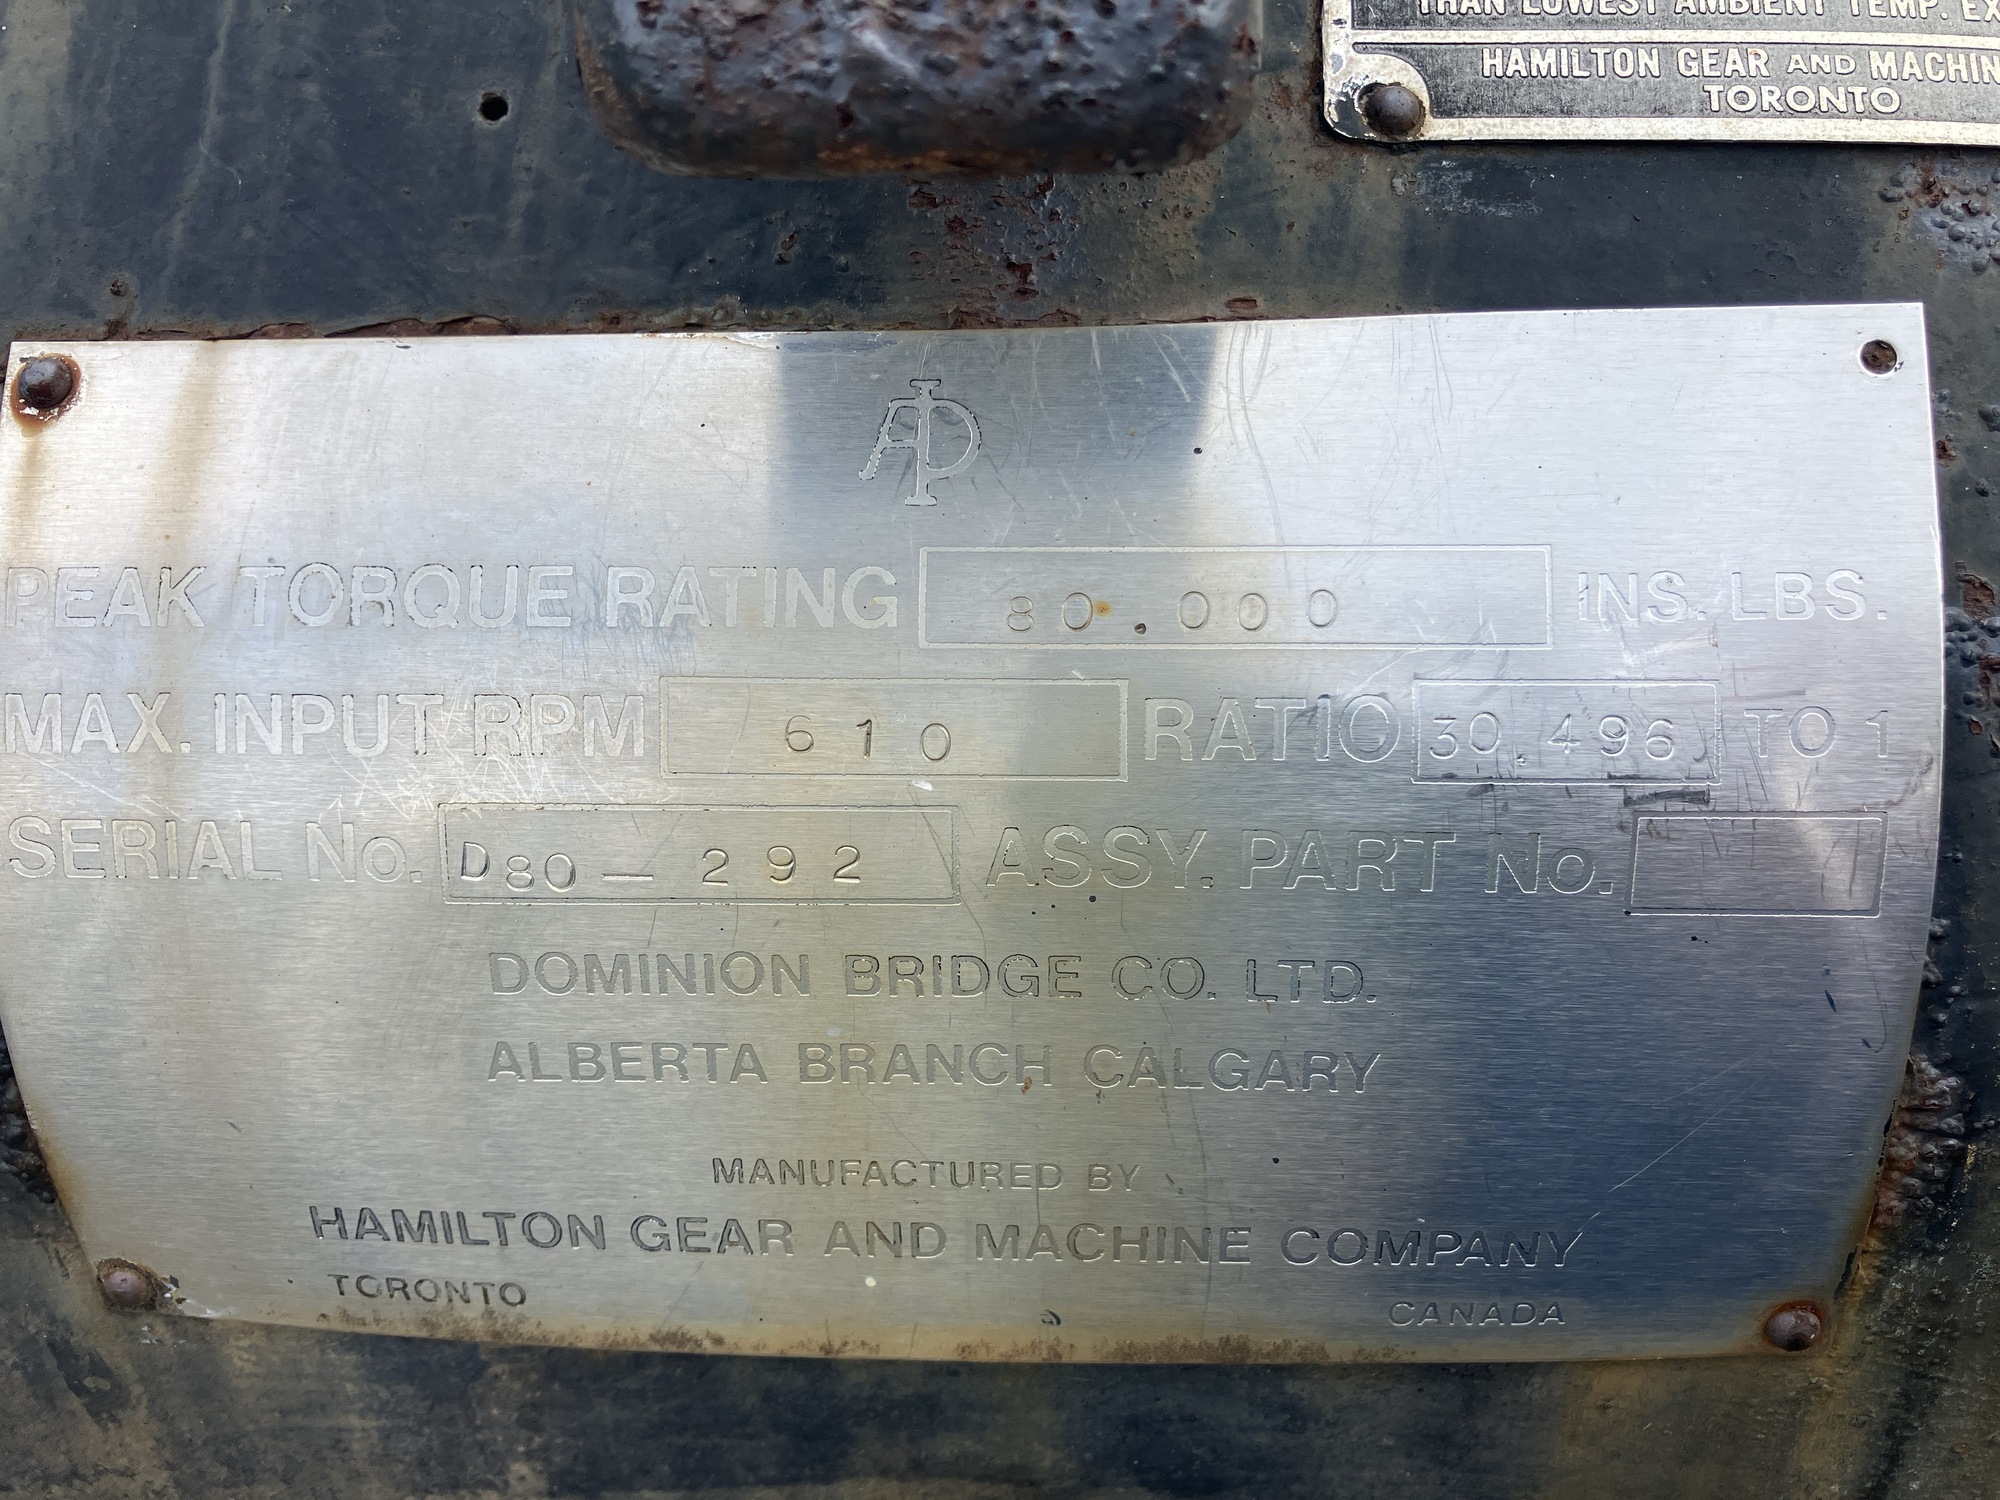 THAN LOWEST AMBIENT TEMP.
HAMILTON GEAR AND
TORONTO
PEAK TORQUE RATING 80.000 INS. LBS.
MAX. INPUT RPM 610 RATIO 30.496 TO 1
SERIAL No. D80 — 292 ASSY. PART No.
DOMINION BRIDGE CO. LTD.
ALBERTA BRANCH CALGARY
MANUFACTURED BY
HAMILTON GEAR AND MACHINE COMPANY
TORONTO CANADA